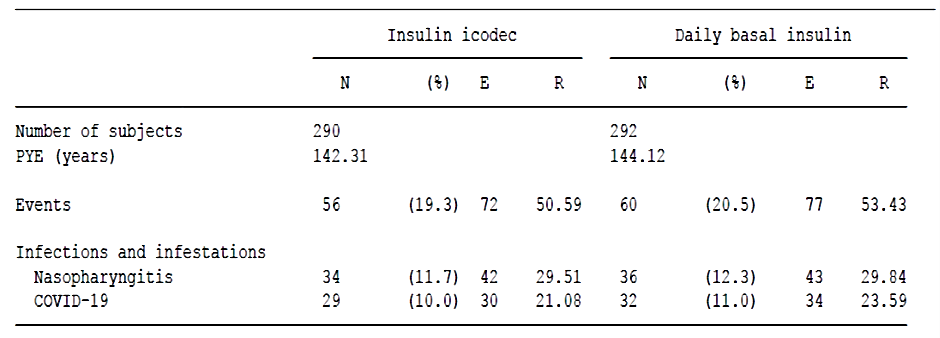 Insulin icodec Daily basal insulin
N (%) E R N (%) E R
Number of subjects 290 292
PYE (years) 142.31 144.12
Events 56 (19.3) 72 50.59 60 (20.5) 77 53.43
Infections and infestations
Nasopharyngitis 34 (11.7) 42 29.51 36 (12.3) 43 29.84
COVID-19 29 (10.0) 30 21.08 32 (11.0) 34 23.59